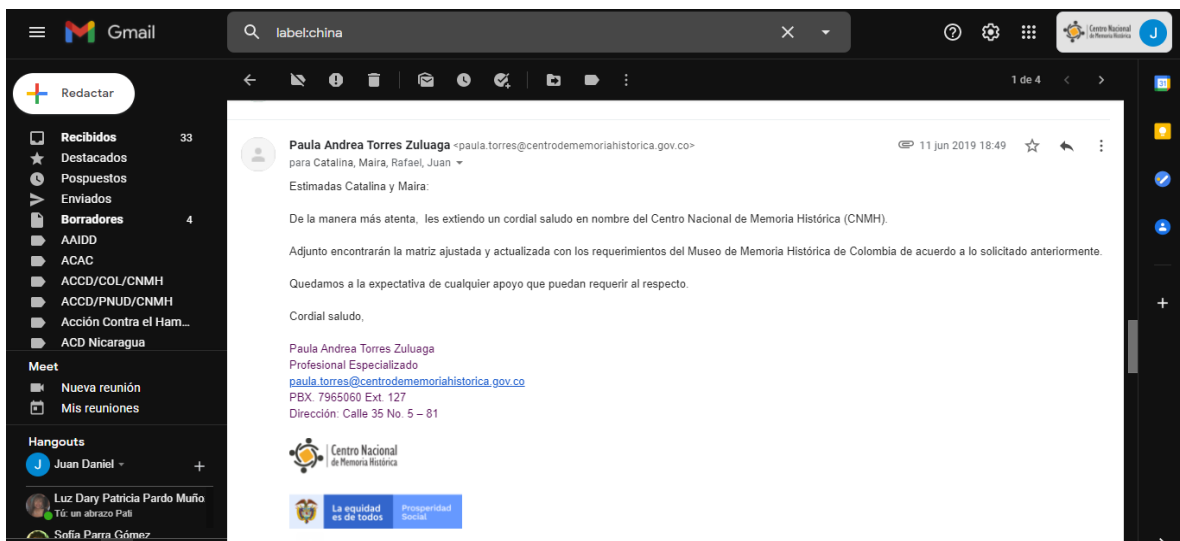 Gmail
label:china
Centro Nacional
de Memoria Histórica
J
Redactar
1 de 4
31
Recibidos 33
Destacados
Pospuestos
Enviados
Borradores 4
AAIDD
ACAC
ACCD/COL/CNMH
ACCD/PNUD/CNMH
Acción Contra el Ham...
ACD Nicaragua
Meet
Nueva reunión
Mis reuniones
Hangouts
J Juan Daniel
Luz Dary Patricia Pardo Muño
Tú: un abrazo Pati
Sofía Parra Gómez
Paula Andrea Torres Zuluaga <paula.torres@centrodememoriahistorica.gov.co> 11 jun 2019 18:49
para Catalina, Maira, Rafael, Juan
Estimadas Catalina y Maira:
De la manera más atenta, les extiendo un cordial saludo en nombre del Centro Nacional de Memoria Histórica (CNMH).
Adjunto encontrarán la matriz ajustada y actualizada con los requerimientos del Museo de Memoria Histórica de Colombia de acuerdo a lo solicitado anteriormente.
Quedamos a la expectativa de cualquier apoyo que puedan requerir al respecto.
Cordial saludo,
Paula Andrea Torres Zuluaga
Profesional Especializado
paula.torres@centrodememoriahistorica.gov.co
PBX. 7965060 Ext. 127
Dirección: Calle 35 No. 5 – 81
Centro Nacional
de Memoria Histórica
La equidad
es de todos
Prosperidad
Social